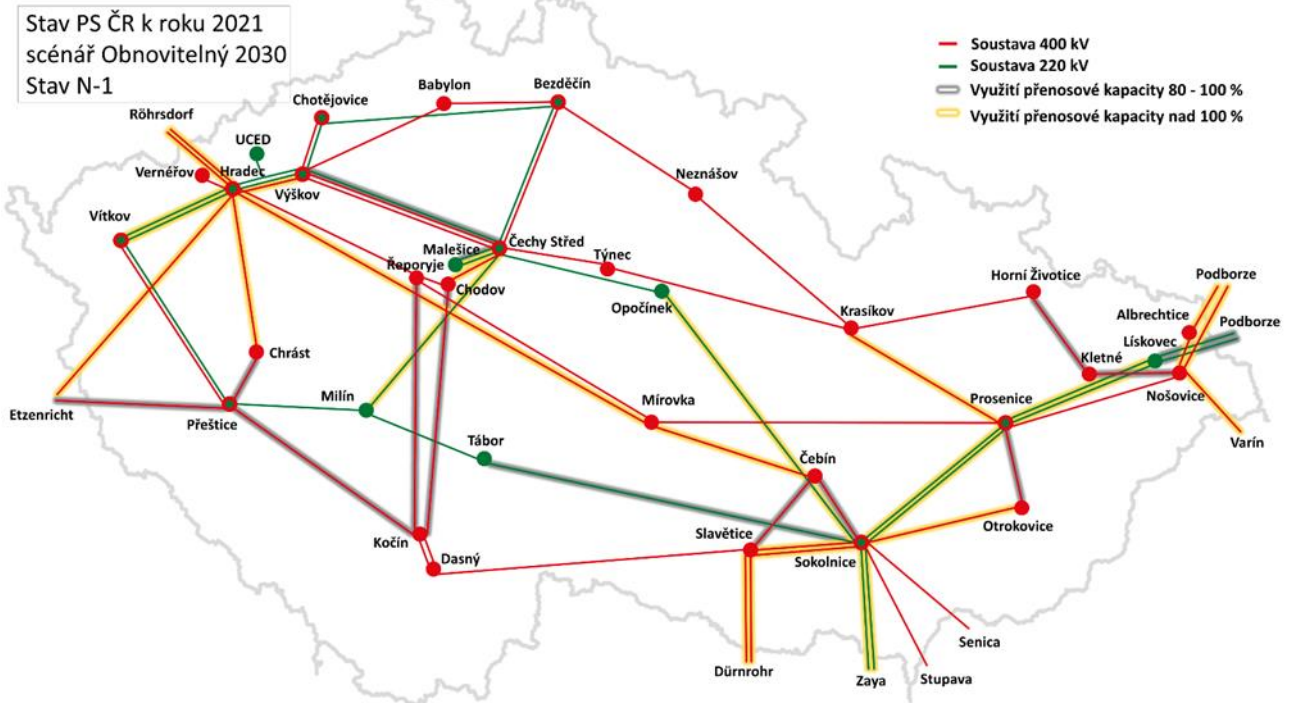 Stav PS ČR k roku 2021
scénář Obnovitelný 2030
Stav N-1
Soustava 400 kV
Soustava 220 kV
Využití přenosové kapacity 80 - 100 %
Využití přenosové kapacity nad 100 %
Babylon
Bezděčín
Chotějovice
Röhrsdorf
UCED
Vernéřov
Hradec
Výškov
Neznášov
Vítkov
Malešice
Čechy Střed
Týnec
Řeporyje
Chodov
Opočínek
Krasíkov
Horní Životice
Podborze
Albrechtice
Podborze
Lískovec
Kletné
Nošovice
Chrást
Etzenricht
Přeštice
Milín
Mírovka
Prosenice
Varín
Tábor
Čebín
Otrokovice
Kočín
Dasný
Slavětice
Sokolnice
Senica
Dürnrohr
Zaya
Stupava